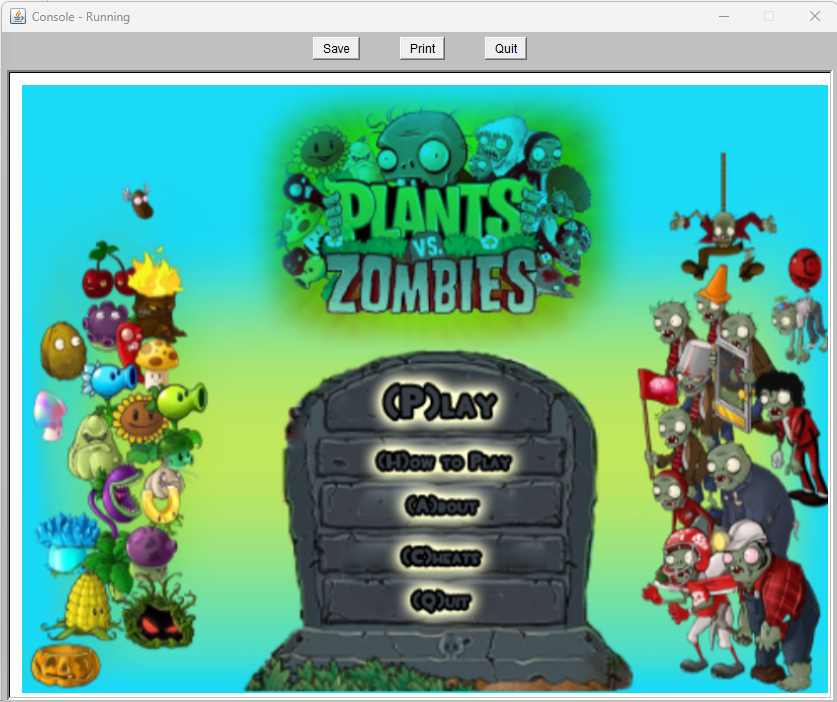 Console - Running
Save Print Quit
PLANTS
VS.
ZOMBIES
(P)LAY
(H)OW TO PLAY
(A)BOUT
(C)HEATS
(Q)UIT